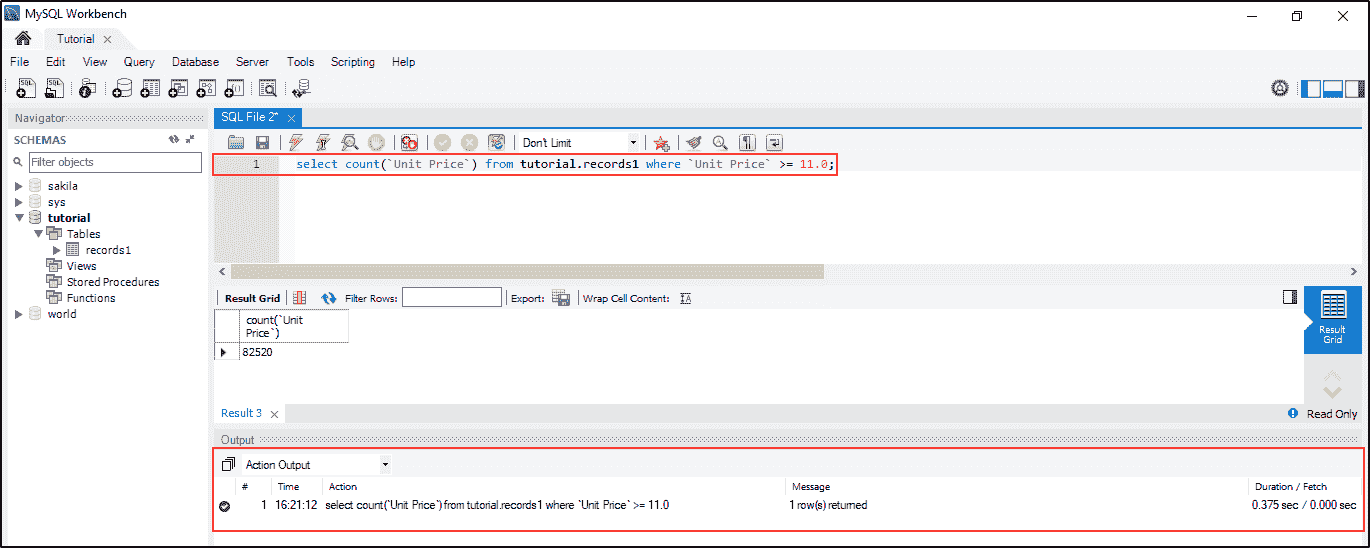 MySQL Workbench
Tutorial
File Edit View Query Database Server Tools Scripting Help
Navigator
SQL File 2*
SCHEMAS
Filter objects
Don't Limit
1 select count(`Unit Price`) from tutorial.records1 where `Unit Price` >= 11.0;
sakila
sys
tutorial
Tables
records1
Views
Stored Procedures
Functions
world
Result Grid Filter Rows: Export: Wrap Cell Content:
count(`Unit
Price`)
82520
Result
Grid
Result 3
Read Only
Output
Action Output
# Time Action Message Duration / Fetch
1 16:21:12 select count(`Unit Price`) from tutorial.records1 where `Unit Price` >= 11.0 1 row(s) returned 0.375 sec / 0.000 sec